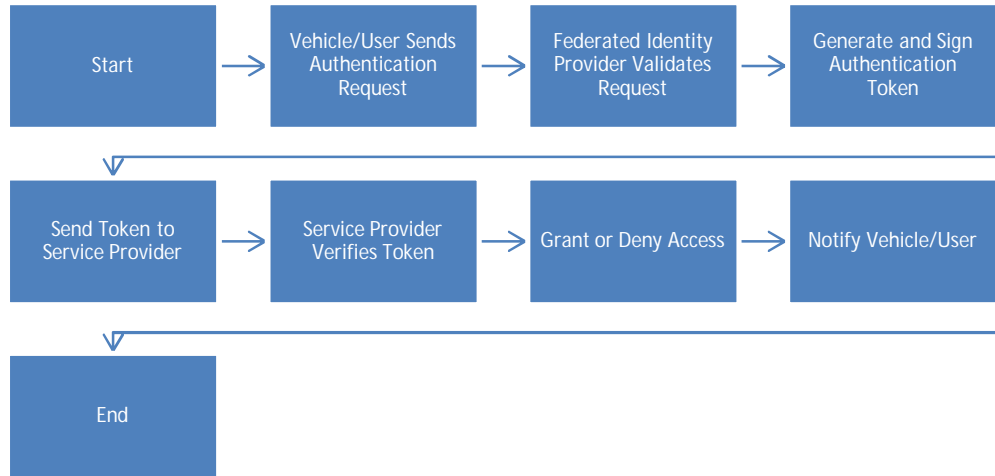 Start
Vehicle/User Sends
Authentication
Request
Federated Identity
Provider Validates
Request
Generate and Sign
Authentication
Token
Send Token to
Service Provider
Service Provider
Verifies Token
Grant or Deny Access
Notify Vehicle/User
End